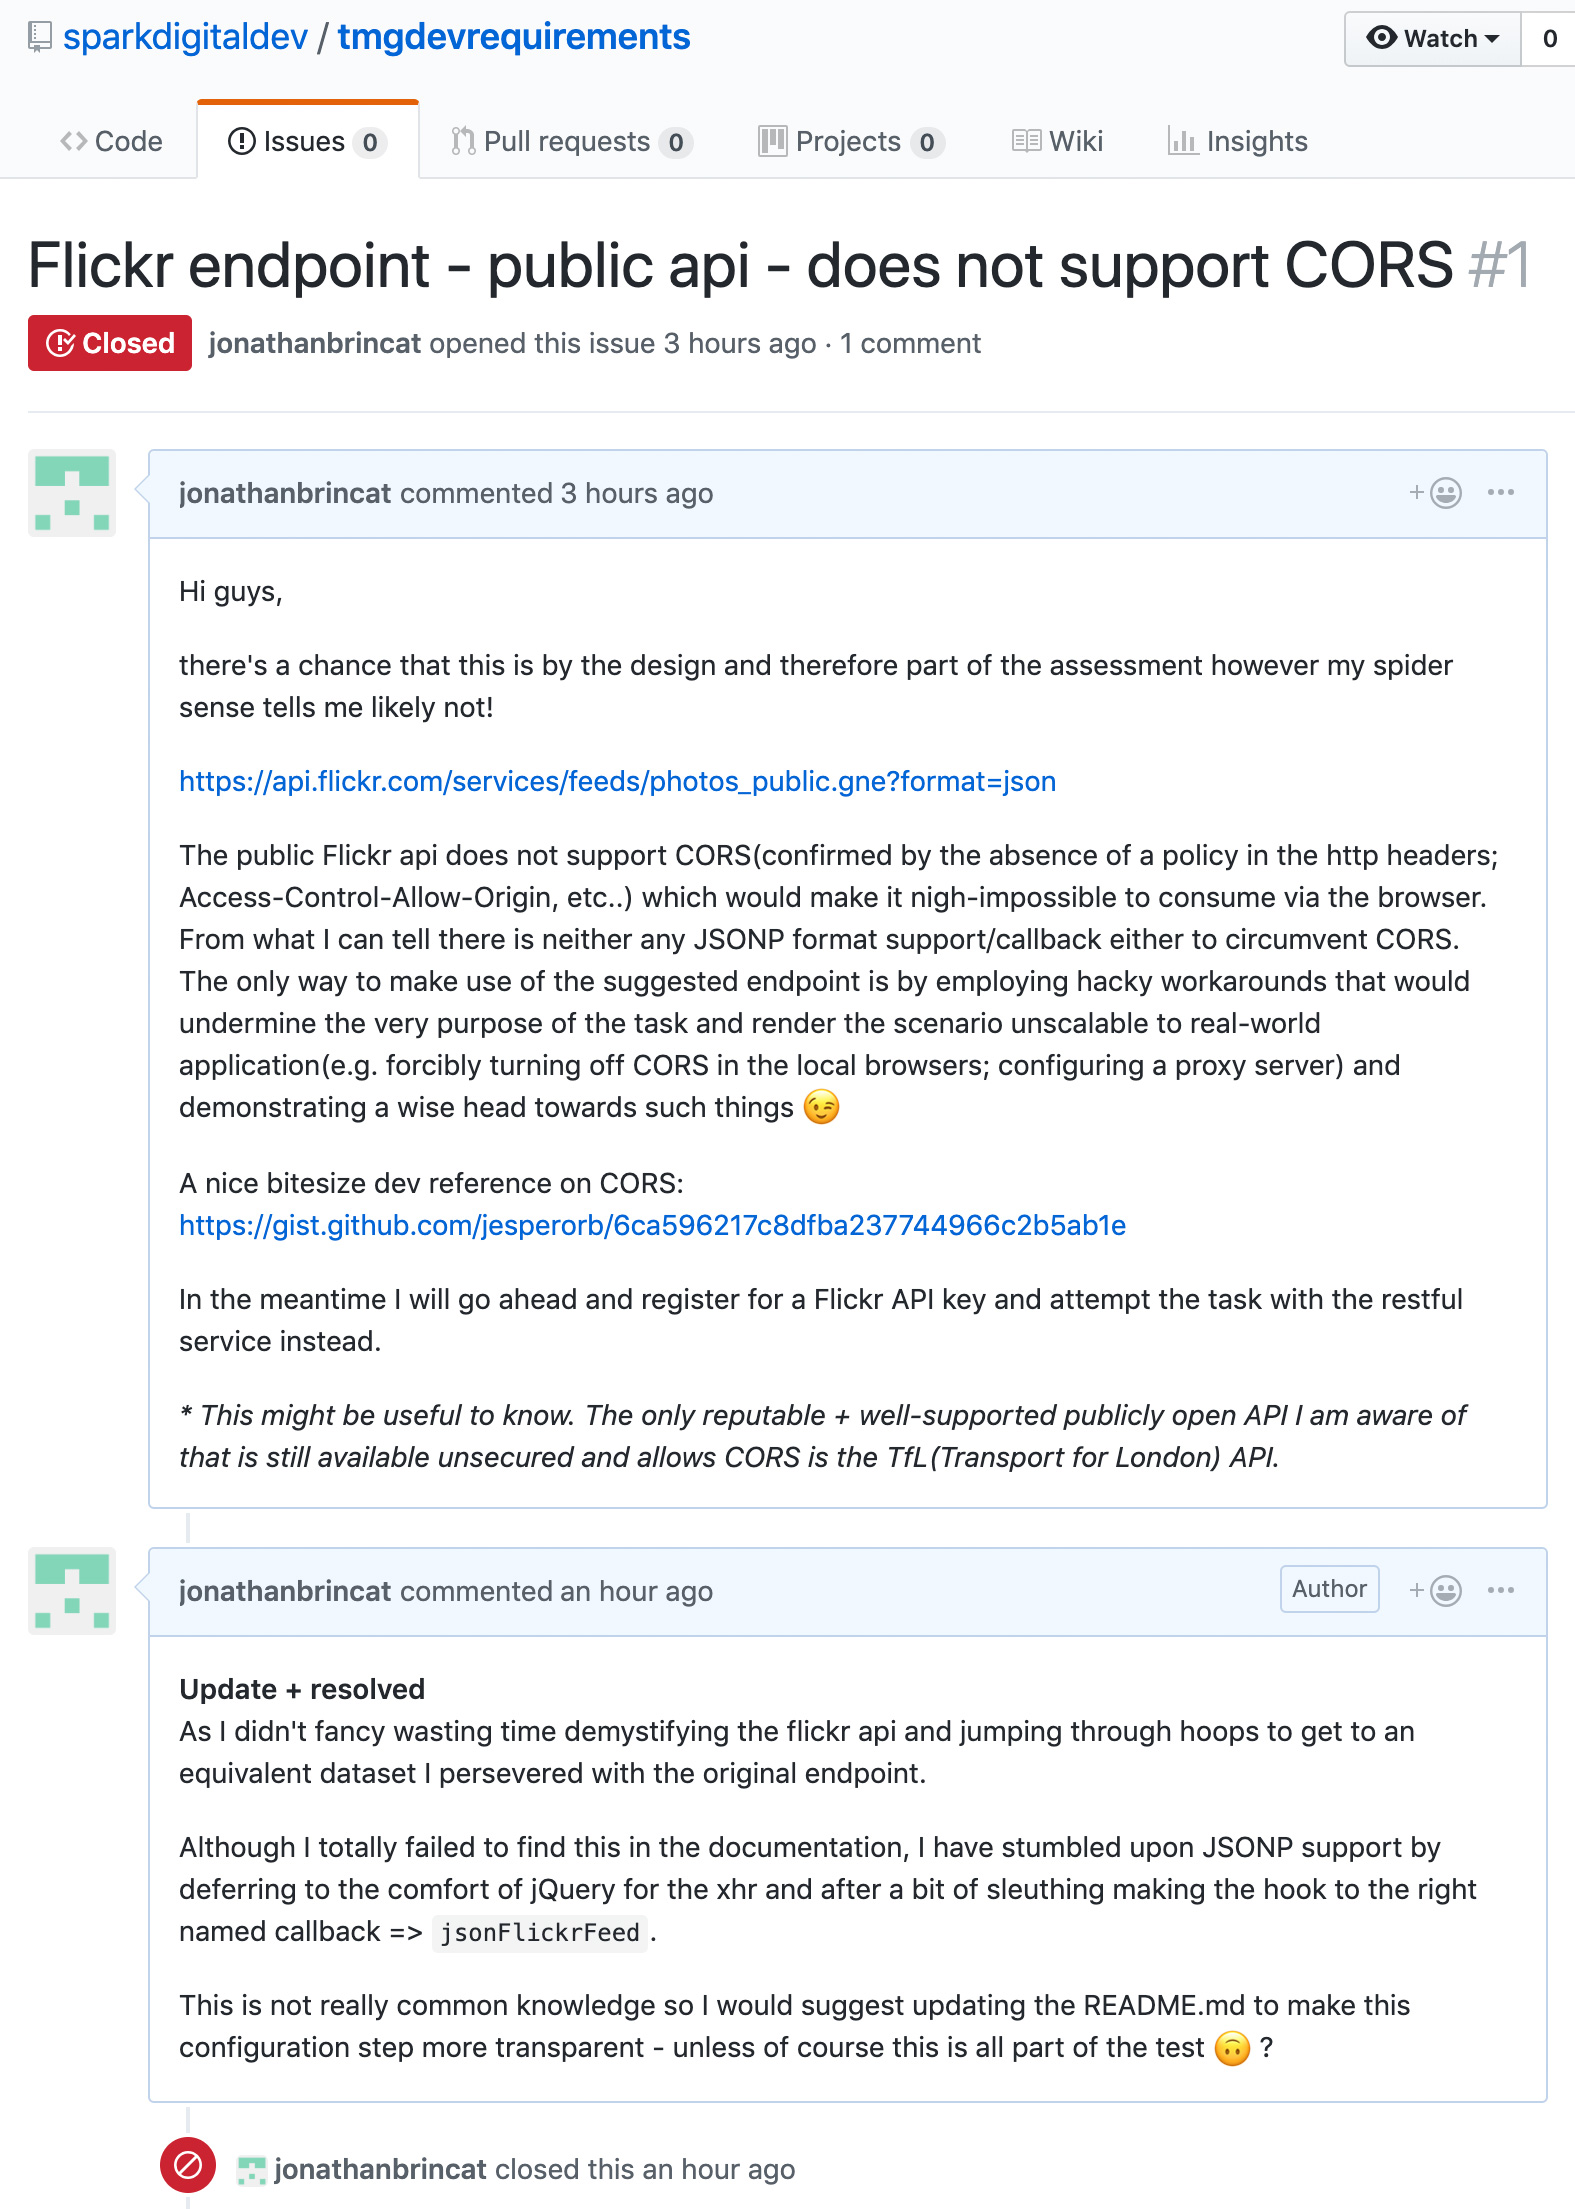 sparkdigitaldev / tmgdevrequirements
Watch 0
Code
Issues 0
Pull requests 0
Projects 0
Wiki
Insights
Flickr endpoint - public api - does not support CORS #1
Closed jonathanbrincat opened this issue 3 hours ago · 1 comment
jonathanbrincat commented 3 hours ago
Hi guys,
there's a chance that this is by the design and therefore part of the assessment however my spider
sense tells me likely not!
https://api.flickr.com/services/feeds/photos_public.gne?format=json
The public Flickr api does not support CORS(confirmed by the absence of a policy in the http headers;
Access-Control-Allow-Origin, etc..) which would make it nigh-impossible to consume via the browser.
From what I can tell there is neither any JSONP format support/callback either to circumvent CORS.
The only way to make use of the suggested endpoint is by employing hacky workarounds that would
undermine the very purpose of the task and render the scenario unscalable to real-world
application(e.g. forcibly turning off CORS in the local browsers; configuring a proxy server) and
demonstrating a wise head towards such things 😉
A nice bitesize dev reference on CORS:
https://gist.github.com/jesperorb/6ca596217c8dfba237744966c2b5ab1e
In the meantime I will go ahead and register for a Flickr API key and attempt the task with the restful
service instead.
* This might be useful to know. The only reputable + well-supported publicly open API I am aware of
that is still available unsecured and allows CORS is the TfL(Transport for London) API.
jonathanbrincat commented an hour ago Author
Update + resolved
As I didn't fancy wasting time demystifying the flickr api and jumping through hoops to get to an
equivalent dataset I persevered with the original endpoint.
Although I totally failed to find this in the documentation, I have stumbled upon JSONP support by
deferring to the comfort of jQuery for the xhr and after a bit of sleuthing making the hook to the right
named callback => jsonFlickrFeed.
This is not really common knowledge so I would suggest updating the README.md to make this
configuration step more transparent - unless of course this is all part of the test 🙃 ?
jonathanbrincat closed this an hour ago